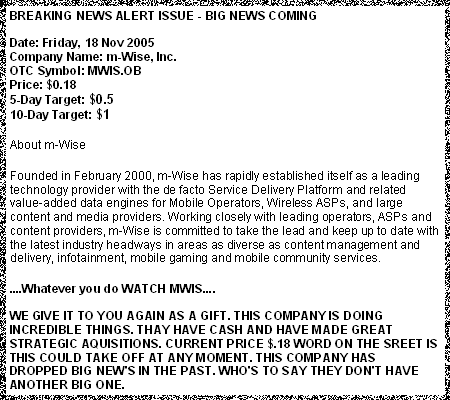 BREAKING NEWS ALERT ISSUE - BIG NEWS COMING
Date: Friday, 18 Nov 2005
Company Name: m-Wise, Inc.
OTC Symbol: MWIS.OB
Price: $0.18
5-Day Target: $0.5
10-Day Target: $1
About m-Wise
Founded in February 2000, m-Wise has rapidly established itself as a leading
technology provider with the de facto Service Delivery Platform and related
value-added data engines for Mobile Operators, Wireless ASPs, and large
content and media providers. Working closely with leading operators, ASPs and
content providers, m-Wise is committed to take the lead and keep up to date with
the latest industry headways in areas as diverse as content management and
delivery, infotainment, mobile gaming and mobile community services.
....Whatever you do WATCH MWIS....
WE GIVE IT TO YOU AGAIN AS A GIFT. THIS COMPANY IS DOING
INCREDIBLE THINGS. THAY HAVE CASH AND HAVE MADE GREAT
STRATEGIC AQUISITIONS. CURRENT PRICE $.18 WORD ON THE SREET IS
THIS COULD TAKE OFF AT ANY MOMENT. THIS COMPANY HAS
DROPPED BIG NEW'S IN THE PAST. WHO'S TO SAY THEY DON'T HAVE
ANOTHER BIG ONE.